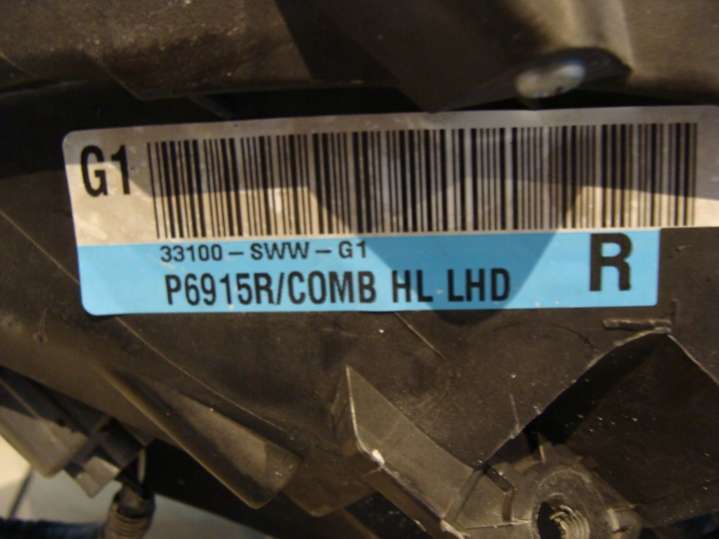 G1
33100-SWW-G1
P6915R/COMB HL LHD R